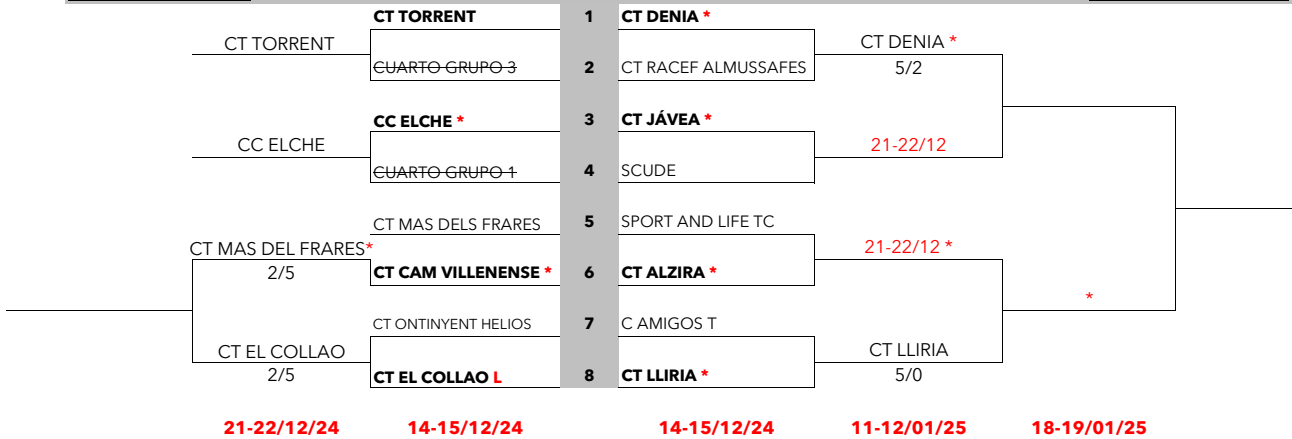 CT TORRENT 1 CT DENIA *
CT TORRENT CT DENIA *
CUARTO GRUPO 3 2 CT RACEF ALMUSSAFES 5/2
CC ELCHE * 3 CT JÁVEA *
CC ELCHE 21-22/12
CUARTO GRUPO 1 4 SCUDE
CT MAS DELS FRARES 5 SPORT AND LIFE TC
CT MAS DEL FRARES* 21-22/12 *
2/5 CT CAM VILLENENSE * 6 CT ALZIRA *
*
CT ONTINYENT HELIOS 7 C AMIGOS T
CT EL COLLAO CT LLIRIA
2/5 CT EL COLLAO L 8 CT LLIRIA * 5/0
21-22/12/24 14-15/12/24 14-15/12/24 11-12/01/25 18-19/01/25